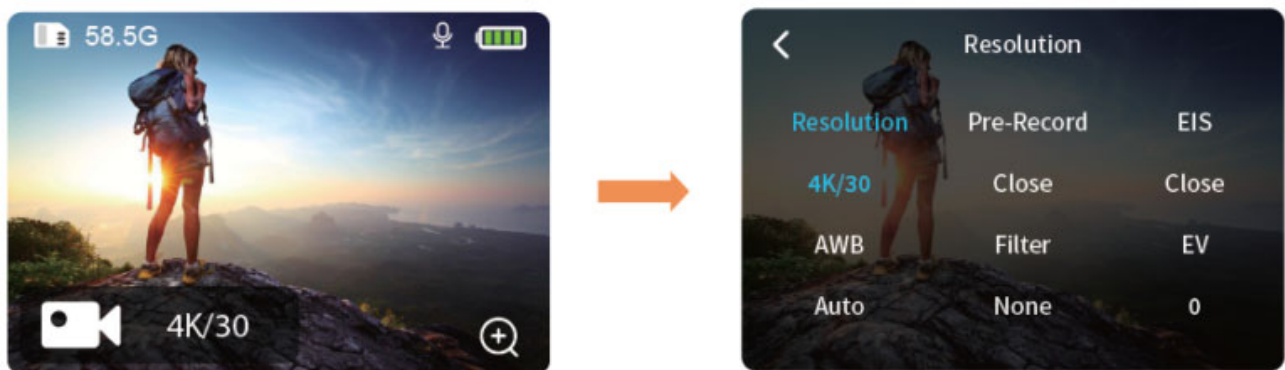 58.5G
4K/30
Resolution
Resolution Pre-Record EIS
4K/30 Close Close
AWB Filter EV
Auto None 0